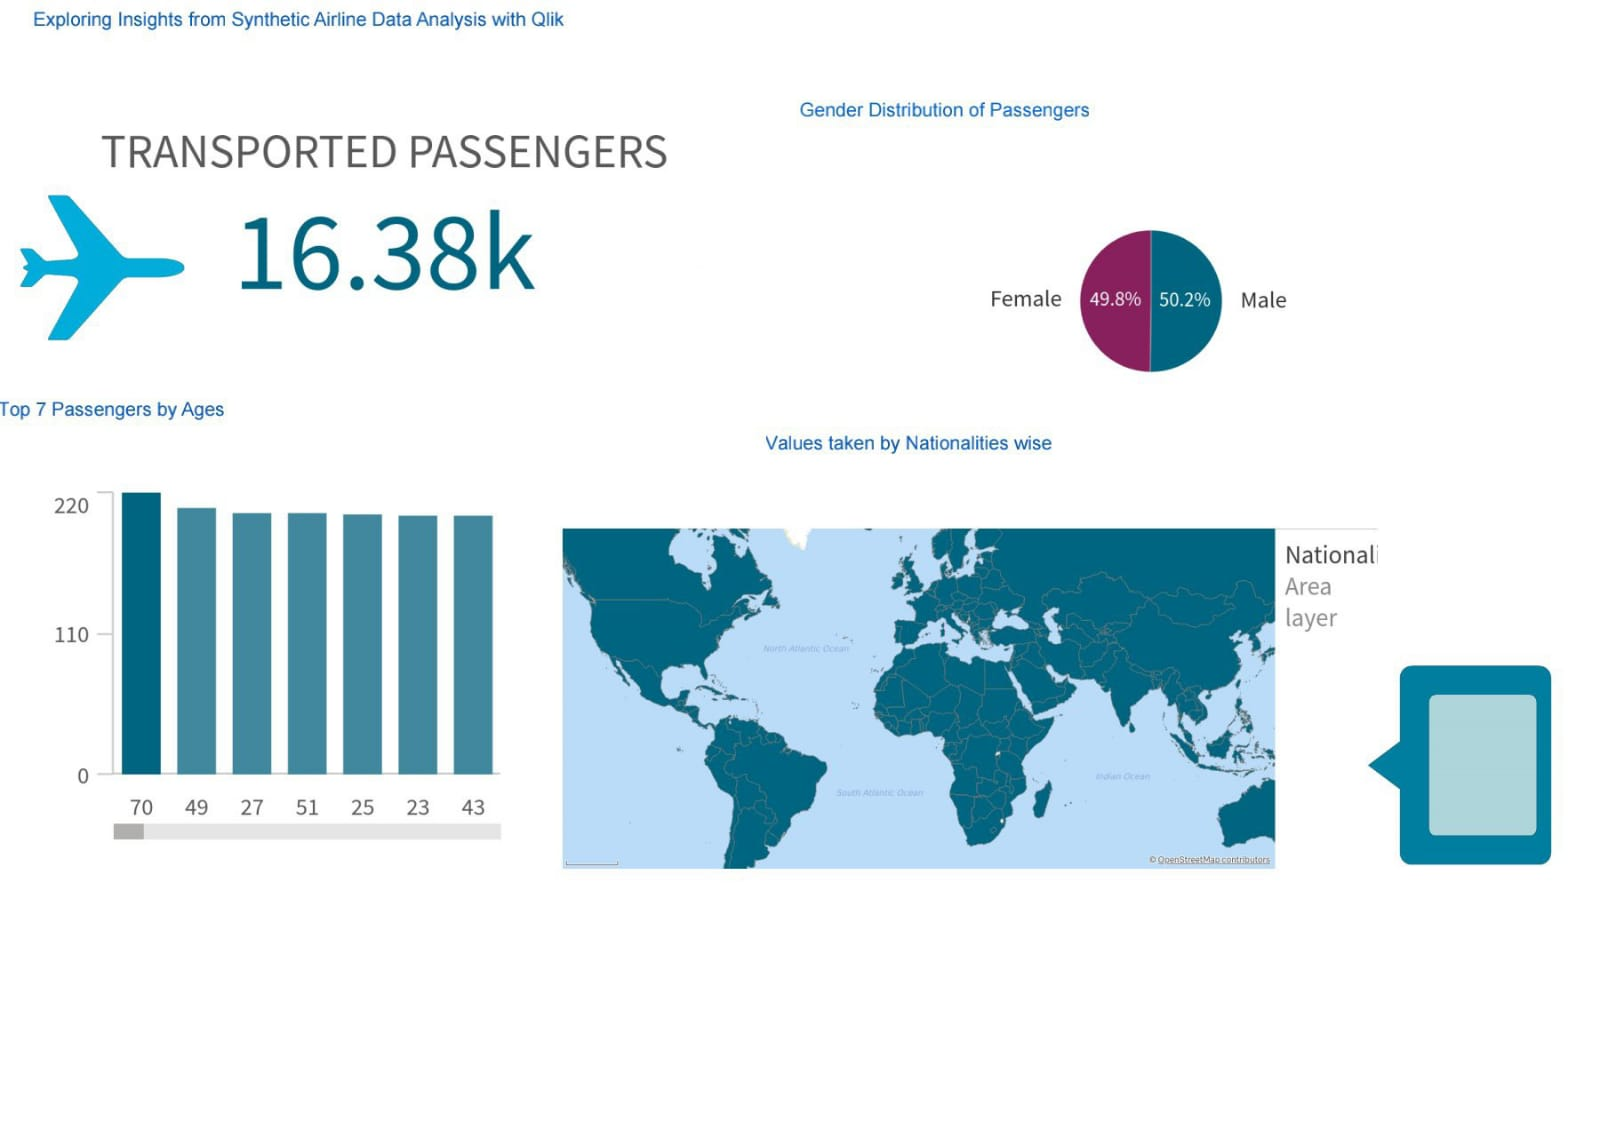 Exploring Insights from Synthetic Airline Data Analysis with Qlik
Gender Distribution of Passengers
TRANSPORTED PASSENGERS
16.38k
Female
49.8%
50.2%
Male
Top 7 Passengers by Ages
Values taken by Nationalities wise
220
110
0
70 49 27 51 25 23 43
Nationali
Area
layer
North Atlantic Ocean
South Atlantic Ocean
Indian Ocean
© OpenStreetMap contributors